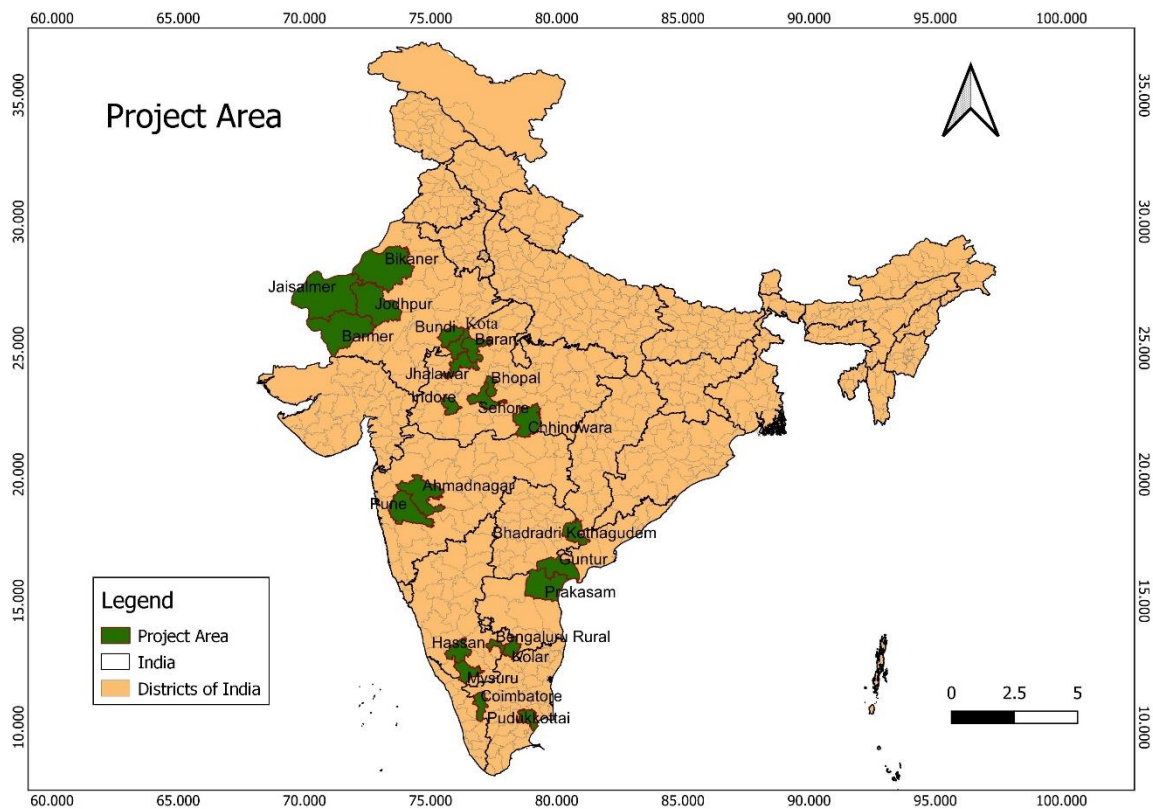 60.000 65.000 70.000 75.000 80.000 85.000 90.000 95.000 100.000
35.000 35.000
Project Area
30.000 30.000
Bikaner
Jaisalmer
Jodhpur
Bundi Kota
Barmer Baran
25.000 25.000
Jhalawar Bhopal
Indore Sehore
Chhindwara
20.000 20.000
Ahmadnagar
Pune
Bhadradri Kothagudem
Guntur
Prakasam
15.000 15.000
Legend
Project Area
India
Districts of India
Hassan Bengaluru Rural
Kolar
Mysuru
Coimbatore
Pudukkottai
10.000 10.000
0 2.5 5
60.000 65.000 70.000 75.000 80.000 85.000 90.000 95.000 100.000